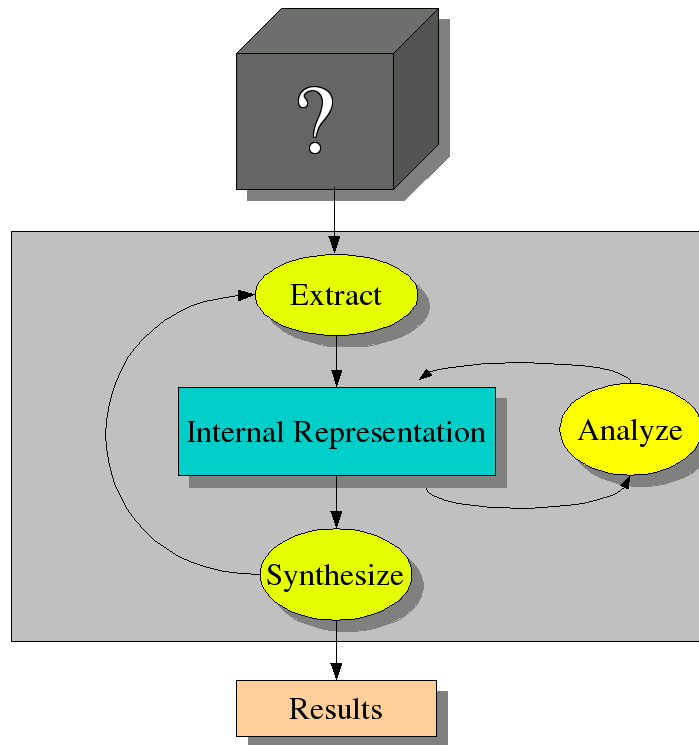 ?
Extract
Internal Representation
Analyze
Synthesize
Results